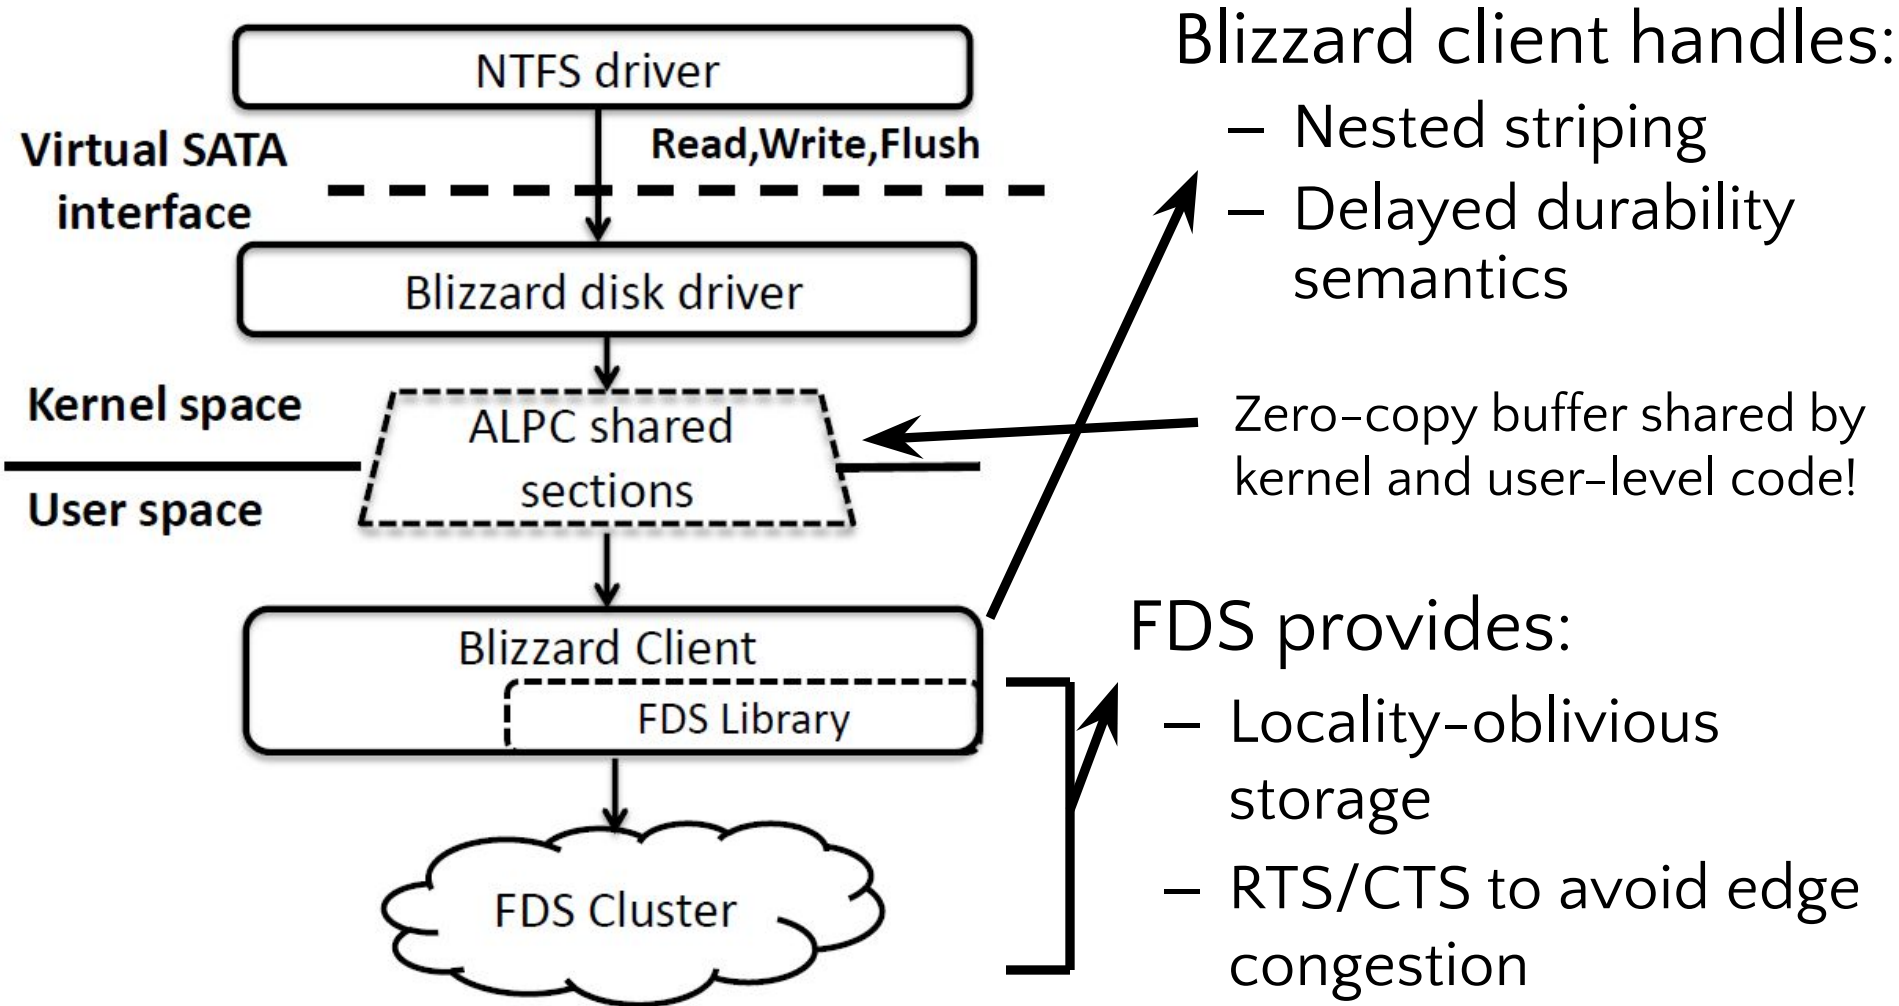 NTFS driver
Virtual SATA
interface
Read,Write,Flush
Blizzard disk driver
Kernel space
User space
ALPC shared
sections
Blizzard Client
FDS Library
FDS Cluster
Blizzard client handles:
– Nested striping
– Delayed durability
semantics
Zero-copy buffer shared by
kernel and user-level code!
FDS provides:
– Locality-oblivious
storage
– RTS/CTS to avoid edge
congestion